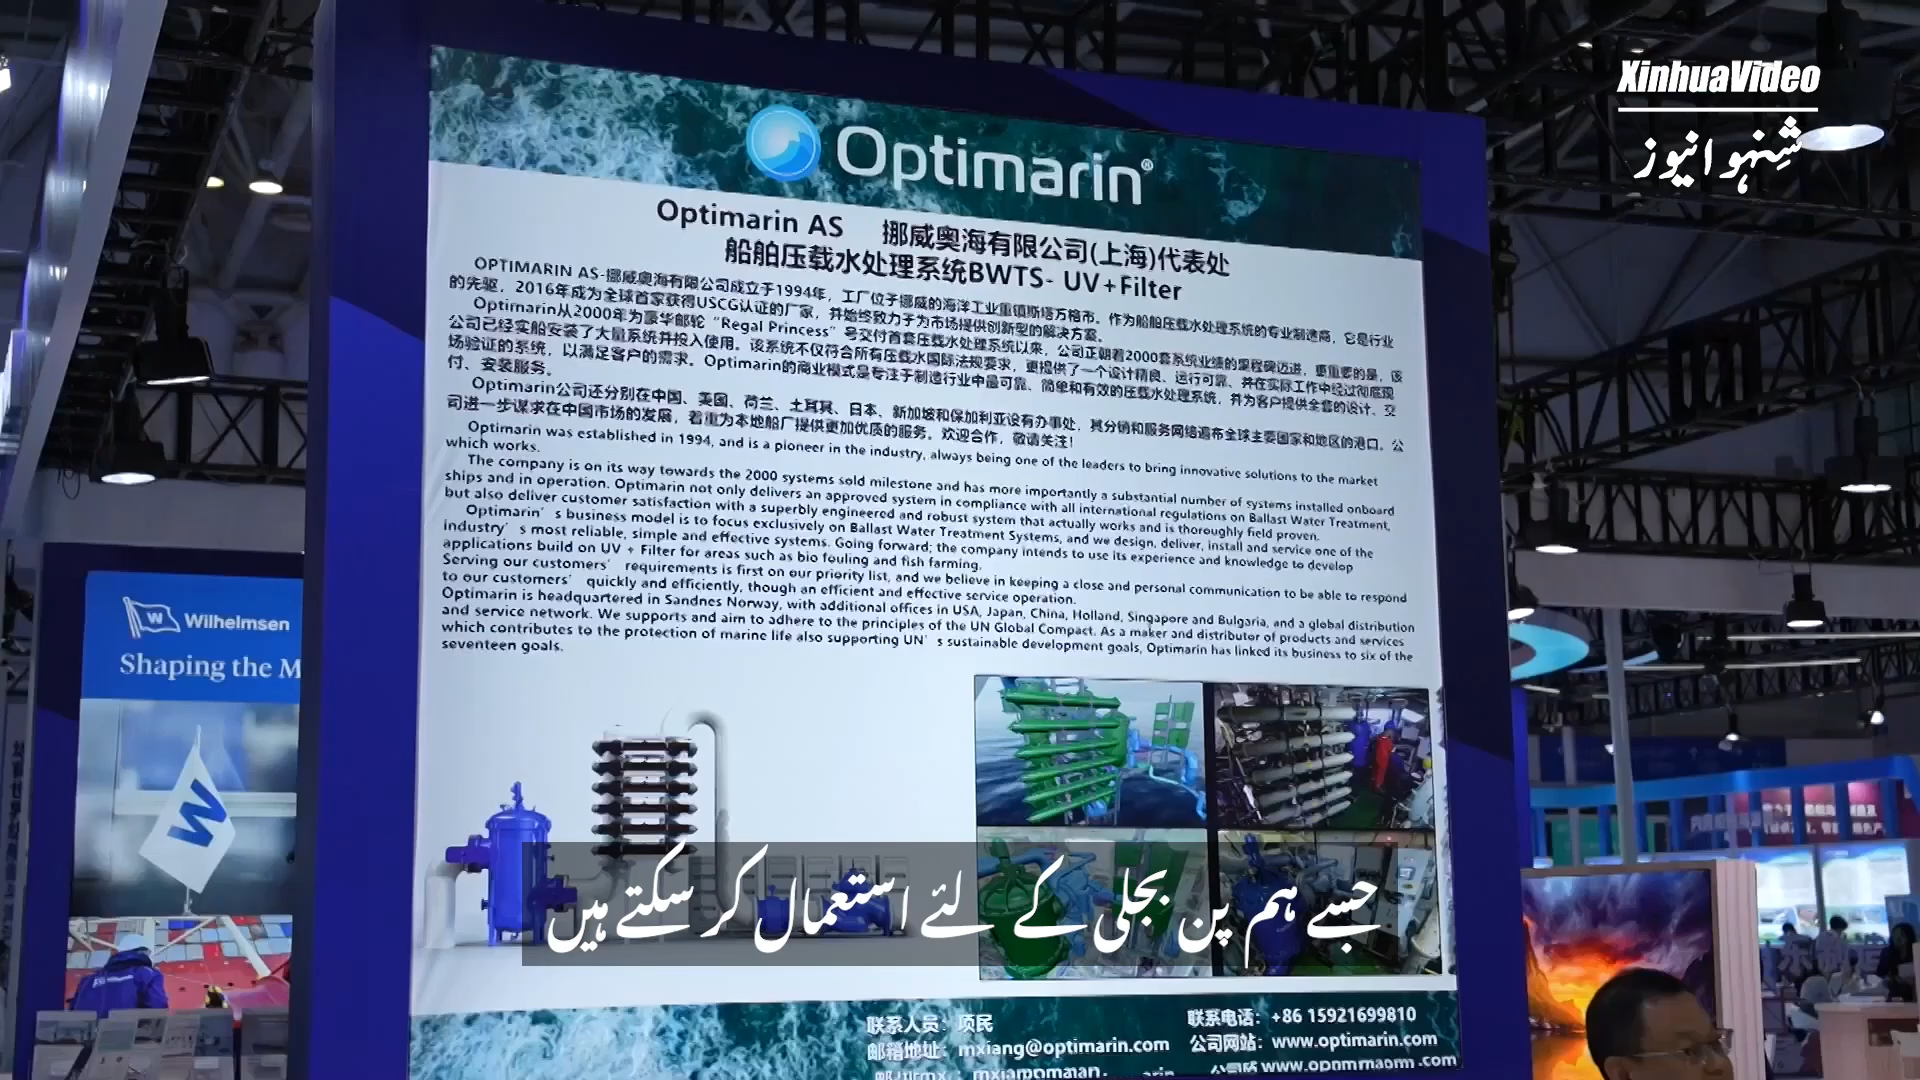 XinhuaVideo
شِنہوا نیوز
Optimarin®
Optimarin AS 挪威奥海有限公司(上海)代表处
船舶压载水处理系统BWTS- UV+Filter
OPTIMARIN AS-挪威奥海有限公司成立于1994年，工厂位于挪威的海洋工业重镇斯塔万格市。作为船舶压载水处理系统的专业制造商，它是行业
的先驱，2016年成为全球首家获得USCG认证的厂家，并始终致力于为市场提供创新型的解决方案。
Optimarin从2000年为豪华邮轮“Regal Princess”号交付首套压载水处理系统以来，公司正朝着2000套系统业绩的里程碑迈进，更重要的是，该
公司已经实船安装了大量系统并投入使用。该系统不仅符合所有压载水国际法规要求，更提供了一个设计精良、运行可靠、并在实际工作中经过彻底现
场验证的系统，以满足客户的需求。Optimarin的商业模式是专注于制造行业中最可靠、简单和有效的压载水处理系统，并为客户提供全套的设计、交
付、安装服务。
Optimarin公司还分别在中国、美国、荷兰、土耳其、日本、新加坡和保加利亚设有办事处，其分销和服务网络遍布全球主要国家和地区的港口。公
司进一步谋求在中国市场的发展，着重为本地船厂提供更加优质的服务。欢迎合作，敬请关注！
Optimarin was established in 1994, and is a pioneer in the industry, always being one of the leaders to bring innovative solutions to the market
which works.
The company is on its way towards the 2000 systems sold milestone and has more importantly a substantial number of systems installed onboard
ships and in operation. Optimarin not only delivers an approved system in compliance with all international regulations on Ballast Water Treatment,
but also deliver customer satisfaction with a superbly engineered and robust system that actually works and is thoroughly field proven.
Optimarin's business model is to focus exclusively on Ballast Water Treatment Systems, and we design, deliver, install and service one of the
industry's most reliable, simple and effective systems. Going forward; the company intends to use its experience and knowledge to develop
applications build on UV + Filter for areas such as bio fouling and fish farming.
Serving our customers' requirements is first on our priority list, and we believe in keeping a close and personal communication to be able to respond
to our customers' quickly and efficiently, though an efficient and effective service operation.
Optimarin is headquartered in Sandnes Norway, with additional offices in USA, Japan, China, Holland, Singapore and Bulgaria, and a global distribution
and service network. We supports and aim to adhere to the principles of the UN Global Compact. As a maker and distributor of products and services
which contributes to the protection of marine life also supporting UN's sustainable development goals, Optimarin has linked its business to six of the
seventeen goals.
W Wilhelmsen
Shaping the M
W
جسے ہم پن بجلی کے لئے استعمال کر سکتے ہیں
联系人员：项民
联系电话：+86 15921699810
邮箱地址：mxiang@optimarin.com
公司网站：www.optimarin.com